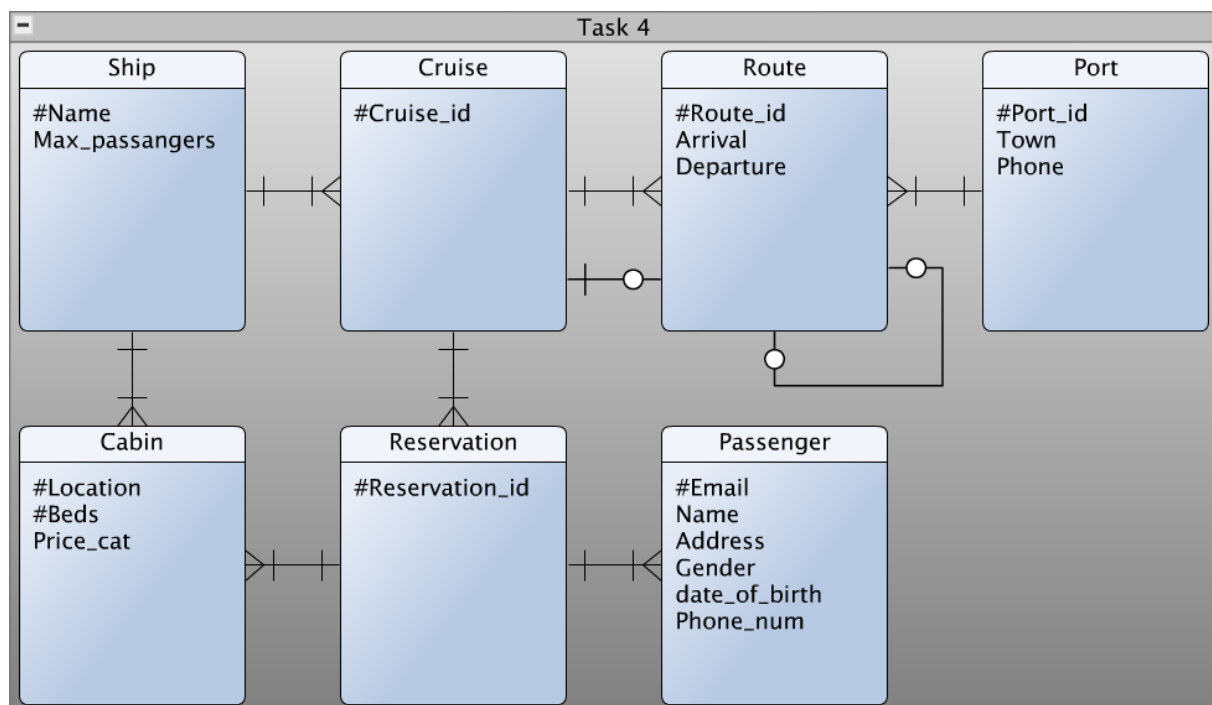 Task 4
Ship
#Name
Max_passangers
Cruise
#Cruise_id
Route
#Route_id
Arrival
Departure
Port
#Port_id
Town
Phone
Cabin
#Location
#Beds
Price_cat
Reservation
#Reservation_id
Passenger
#Email
Name
Address
Gender
date_of_birth
Phone_num